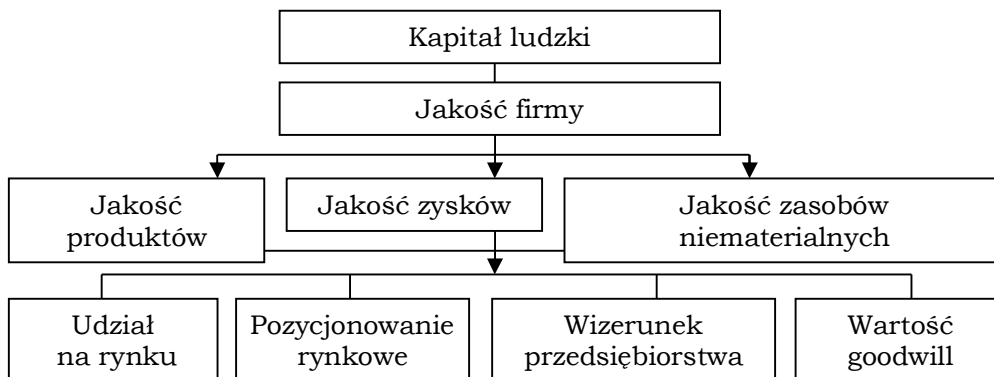 Kapitał ludzki
Jakość firmy
Jakość
produktów
Jakość zysków
Jakość zasobów
niematerialnych
Udział
na rynku
Pozycjonowanie
rynkowe
Wizerunek
przedsiębiorstwa
Wartość
goodwill